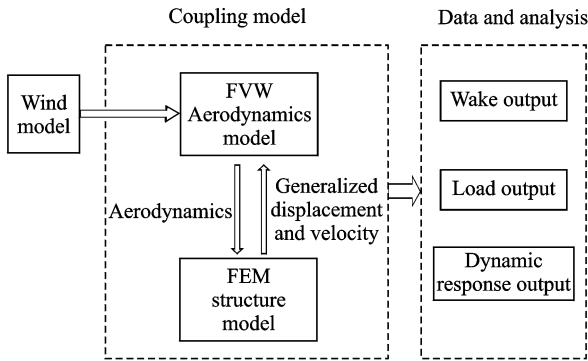 Coupling model
Data and analysis
Wind
model
FVW
Aerodynamics
model
Aerodynamics
Generalized
displacement
and velocity
FEM
structure
model
Wake output
Load output
Dynamic
response output